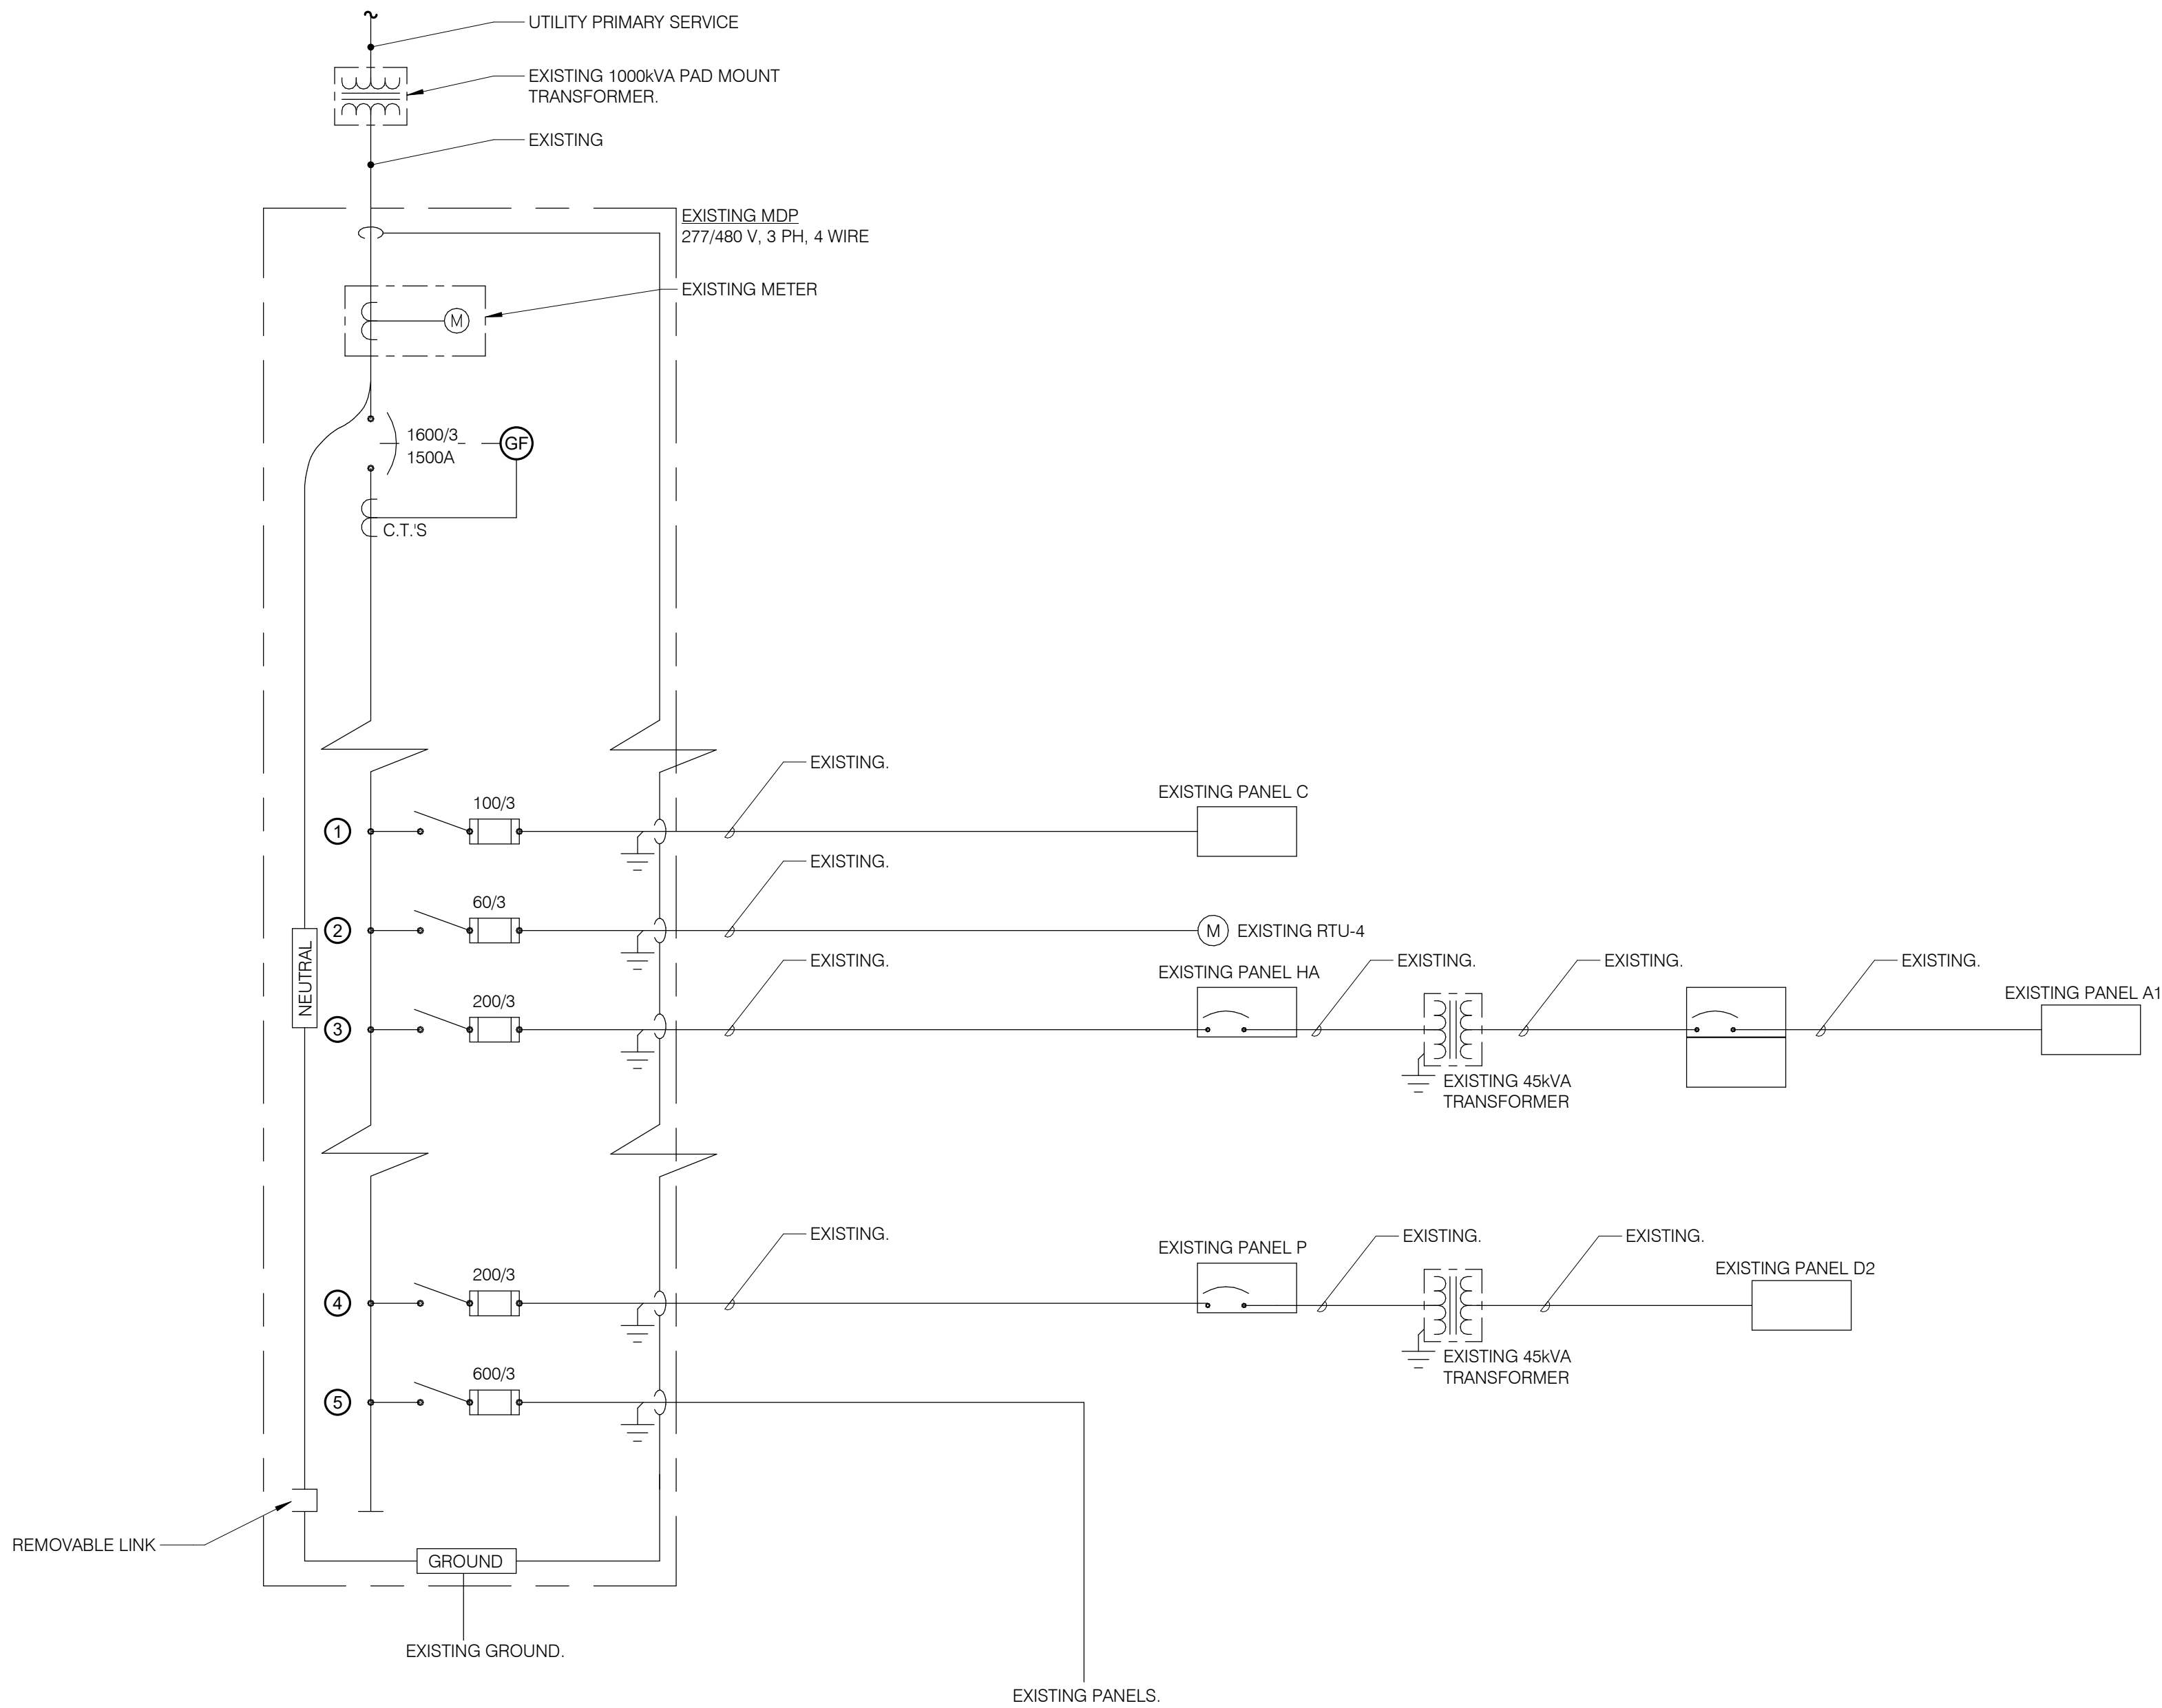 UTILITY PRIMARY SERVICE
EXISTING 1000kVA PAD MOUNT
TRANSFORMER.
EXISTING
EXISTING MDP
277/480 V, 3 PH, 4 WIRE
EXISTING METER
M
1600/3
1500A
GF
C.T.'S
EXISTING.
100/3
1
EXISTING PANEL C
EXISTING.
60/3
2
M EXISTING RTU-4
NEUTRAL
EXISTING.
200/3
3
EXISTING PANEL HA
EXISTING.
EXISTING 45kVA
TRANSFORMER
EXISTING.
EXISTING.
EXISTING PANEL A1
EXISTING.
200/3
4
EXISTING PANEL P
EXISTING.
EXISTING 45kVA
TRANSFORMER
EXISTING.
EXISTING PANEL D2
600/3
5
REMOVABLE LINK
GROUND
EXISTING GROUND.
EXISTING PANELS.